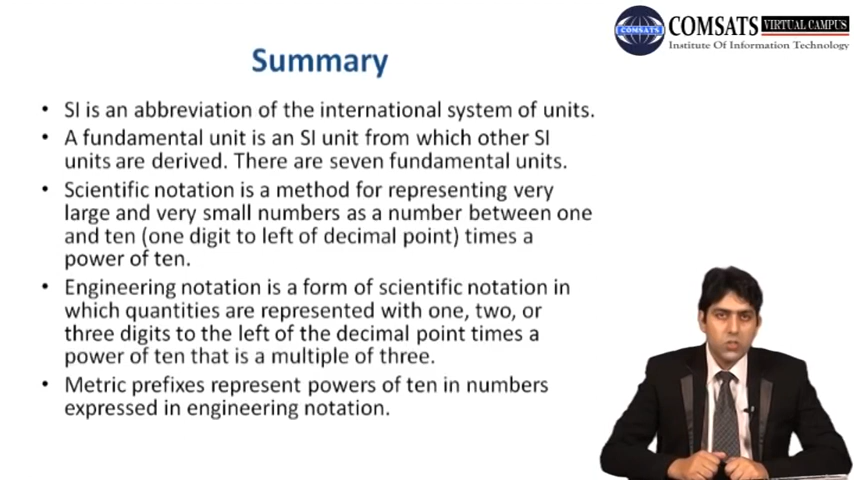 COMSATS
COMSATS VIRTUAL CAMPUS
Institute Of Information Technology
Summary
• SI is an abbreviation of the international system of units.
• A fundamental unit is an SI unit from which other SI
units are derived. There are seven fundamental units.
• Scientific notation is a method for representing very
large and very small numbers as a number between one
and ten (one digit to left of decimal point) times a
power of ten.
• Engineering notation is a form of scientific notation in
which quantities are represented with one, two, or
three digits to the left of the decimal point times a
power of ten that is a multiple of three.
• Metric prefixes represent powers of ten in numbers
expressed in engineering notation.